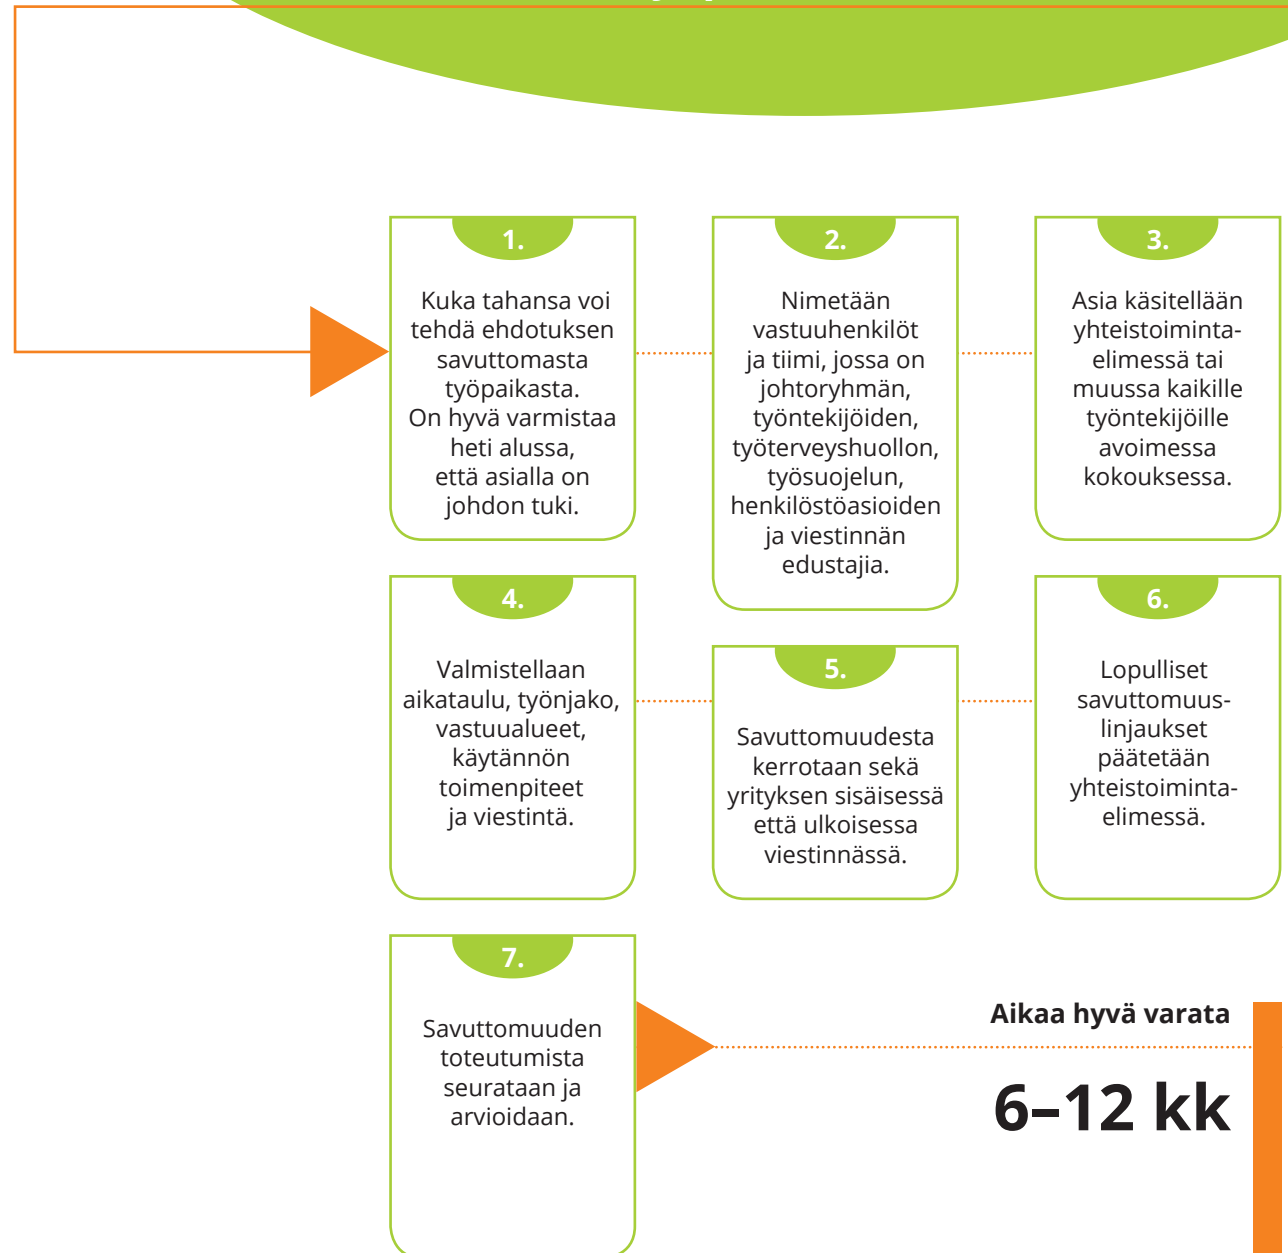 1.
Kuka tahansa voi
tehdä ehdotuksen
savuttomasta
työpaikasta.
On hyvä varmistaa
heti alussa,
että asialla on
johdon tuki.
2.
Nimetään
vastuuhenkilöt
ja tiimi, jossa on
johtoryhmän,
työntekijöiden,
työterveyshuollon,
työsuojelun,
henkilöstöasioiden
ja viestinnän
edustajia.
3.
Asia käsitellään
yhteistoiminta-
elimessä tai
muussa kaikille
työntekijöille
avoimessa
kokouksessa.
4.
Valmistellaan
aikataulu, työnjako,
vastuualueet,
käytännön
toimenpiteet
ja viestintä.
5.
Savuttomuudesta
kerrotaan sekä
yrityksen sisäisessä
että ulkoisessa
viestinnässä.
6.
Lopulliset
savuttomuus-
linjaukset
päätetään
yhteistoiminta-
elimessä.
7.
Savuttomuuden
toteutumista
seurataan ja
arvioidaan.
Aikaa hyvä varata
6–12 kk